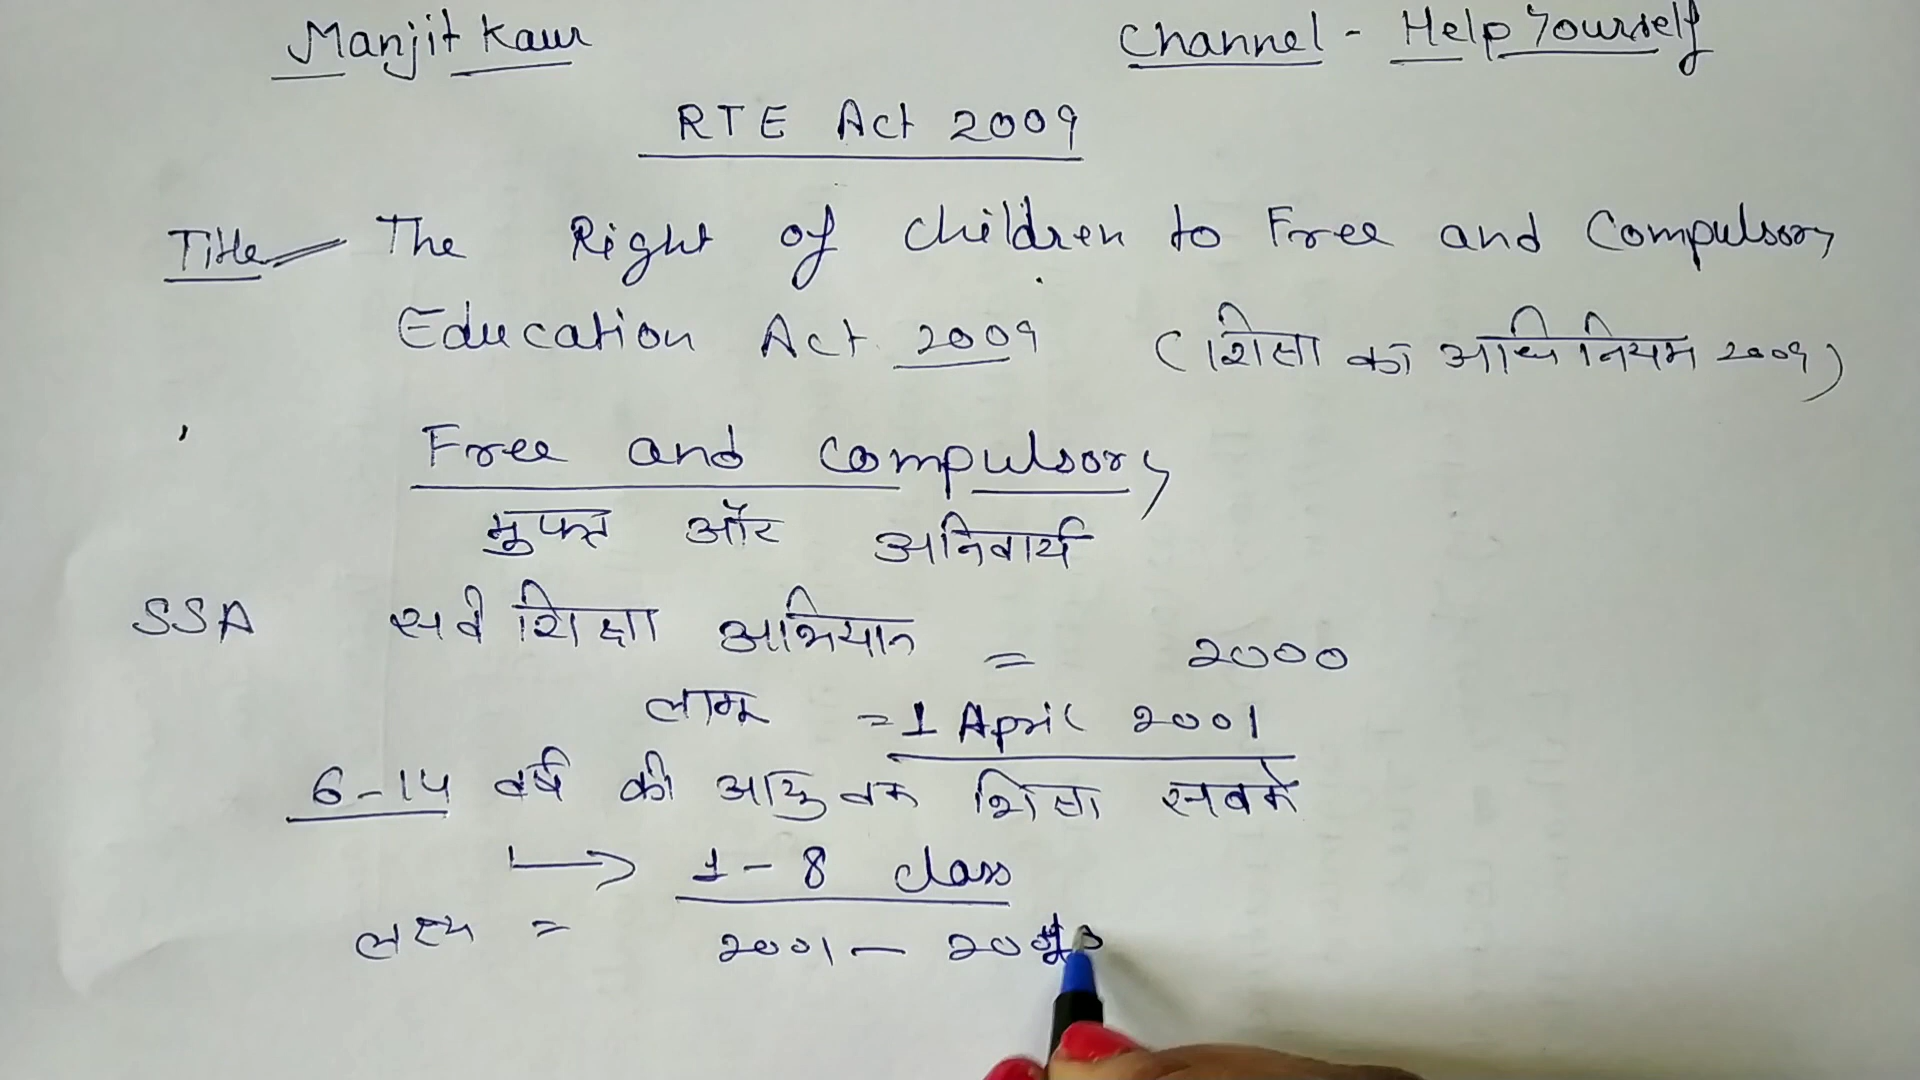 Manjit Kaur Channel - Help Yourself
RTE Act 2009
Title The Right of Children to Free and Compulsory
Education Act 2009 (शिक्षा का अधिनियम 2009)
Free and Compulsory
मुफ्त और अनिवार्य
SSA सर्व शिक्षा अभियान = 2000
लागू = 1 April 2001
6-14 वर्ष की आयु तक शिक्षा सबको
1-8 class
लक्ष्य = 2001 -